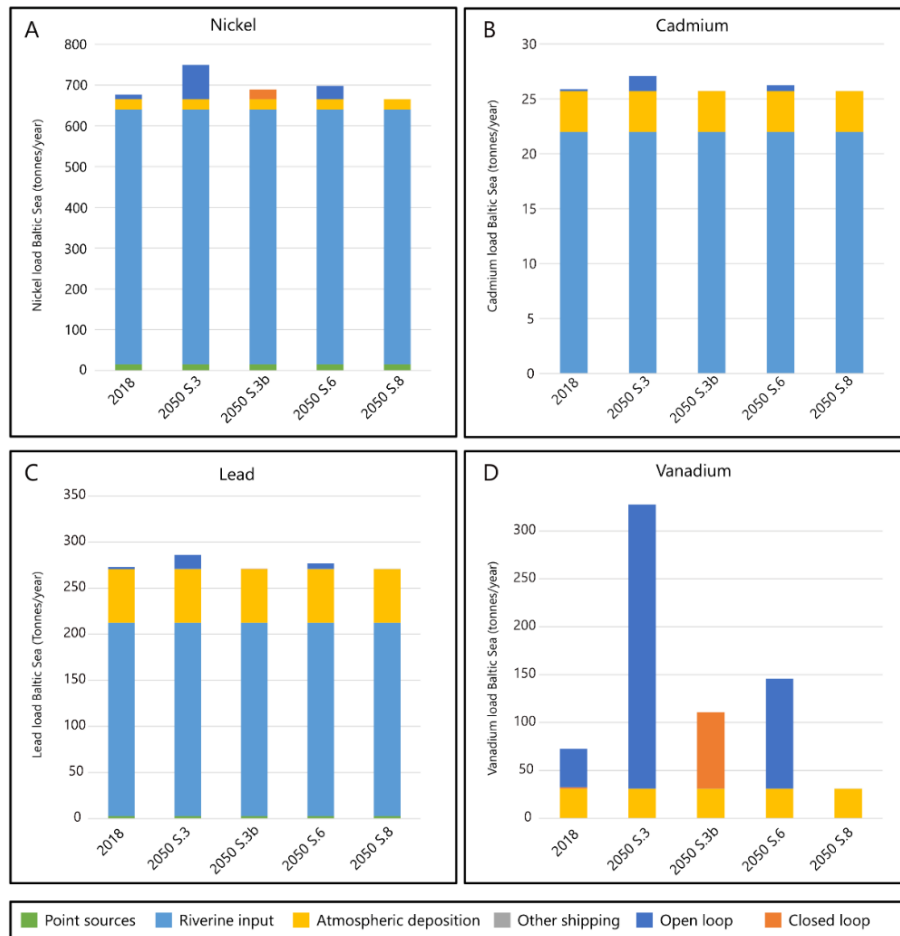 A
Nickel
Nickel load Baltic Sea (tonnes/year)
800
700
600
500
400
300
200
100
0
2018
2050 S.3
2050 S.3b
2050 S.6
2050 S.8
B
Cadmium
Cadmium load Baltic Sea (tonnes/year)
30
25
20
15
10
5
0
2018
2050 S.3
2050 S.3b
2050 S.6
2050 S.8
C
Lead
Lead load Baltic Sea (Tonnes/year)
350
300
250
200
150
100
50
0
2018
2050 S.3
2050 S.3b
2050 S.6
2050 S.8
D
Vanadium
Vanadium load Baltic Sea (tonnes/year)
300
250
200
150
100
50
0
2018
2050 S.3
2050 S.3b
2050 S.6
2050 S.8
Point sources Riverine input Atmospheric deposition Other shipping Open loop Closed loop